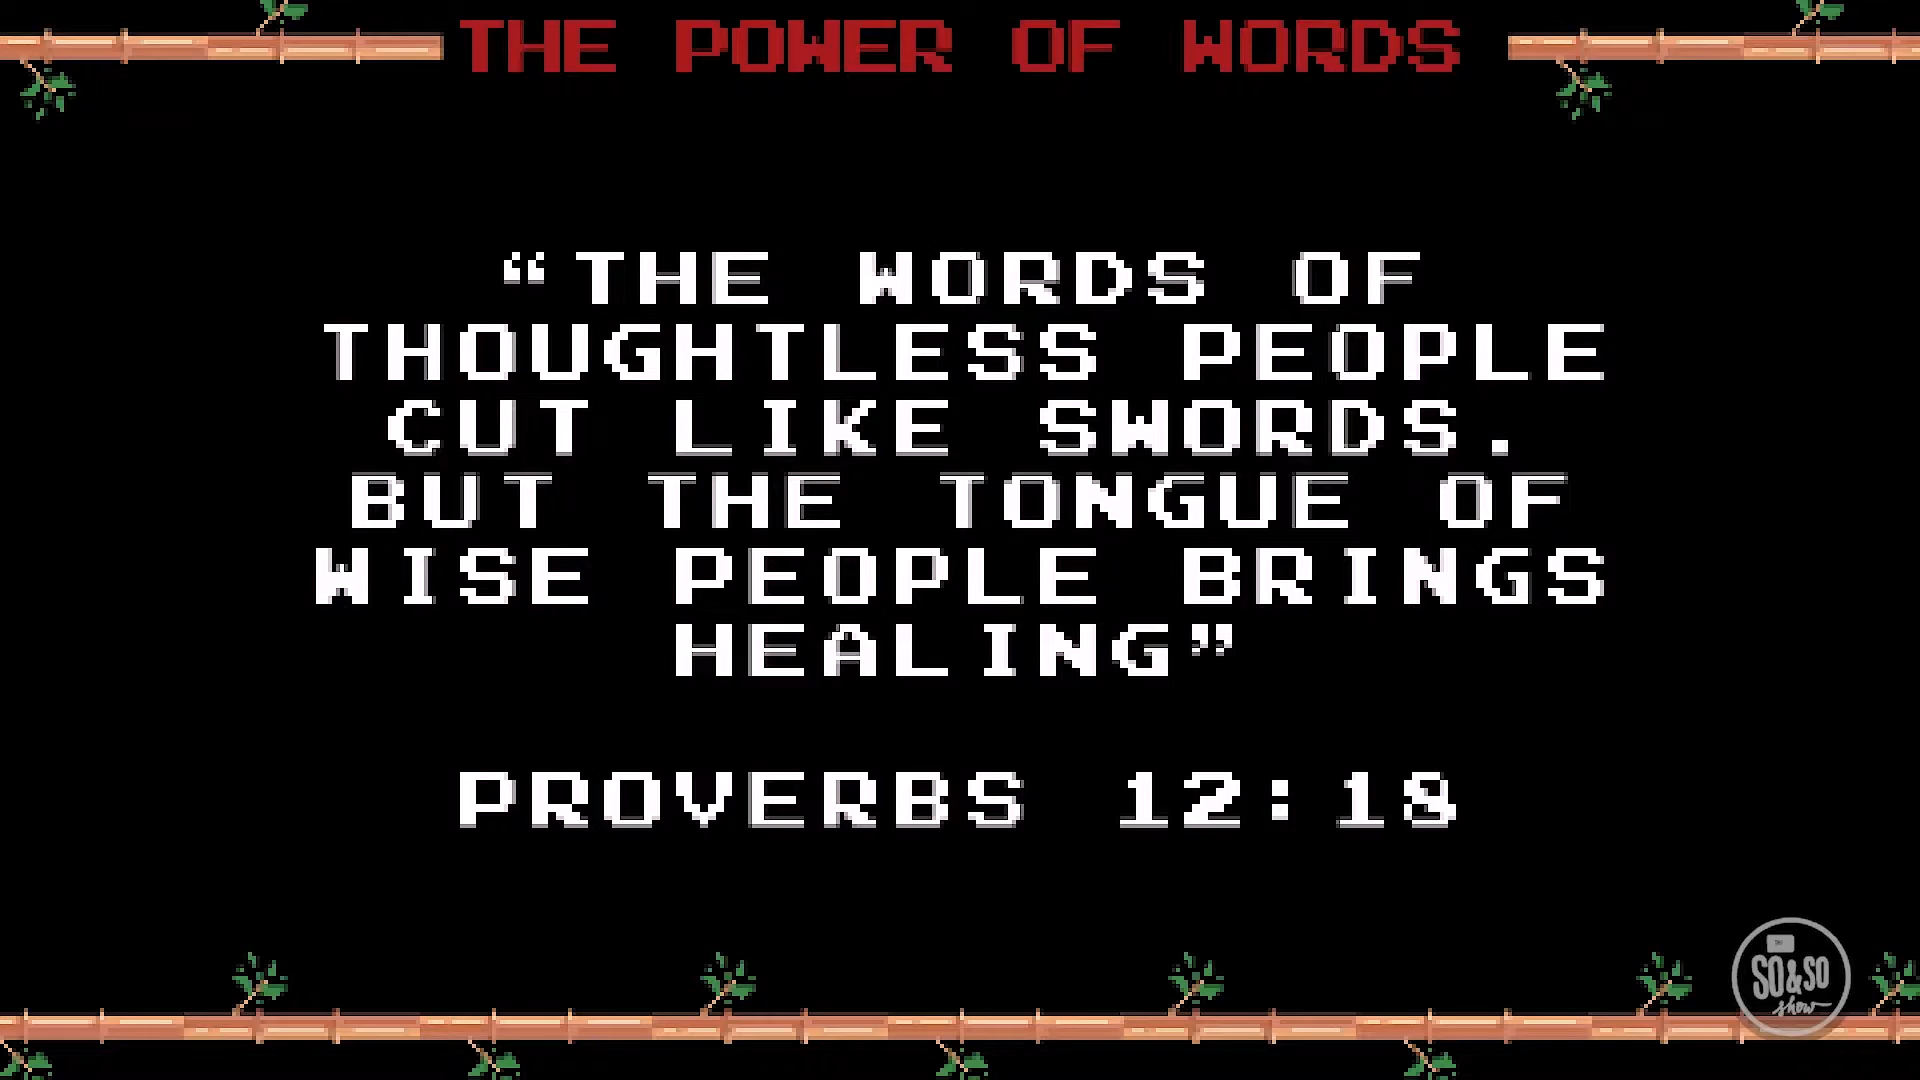 THE POWER OF WORDS
“THE WORDS OF
THOUGHTLESS PEOPLE
CUT LIKE SWORDS.
BUT THE TONGUE OF
WISE PEOPLE BRINGS
HEALING”
PROVERBS 12:18
SO&SO
show